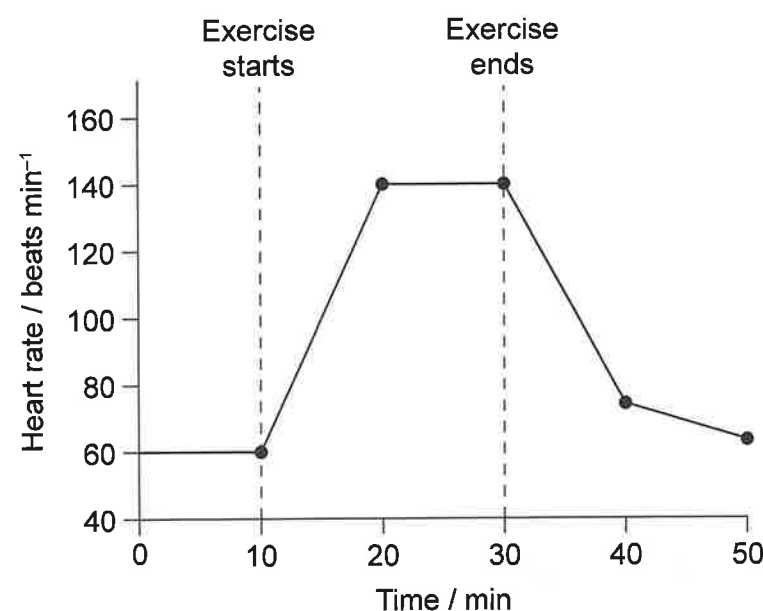 Exercise
starts
Exercise
ends
160
140
120
100
80
60
40
Heart rate / beats min⁻¹
0 10 20 30 40 50
Time / min